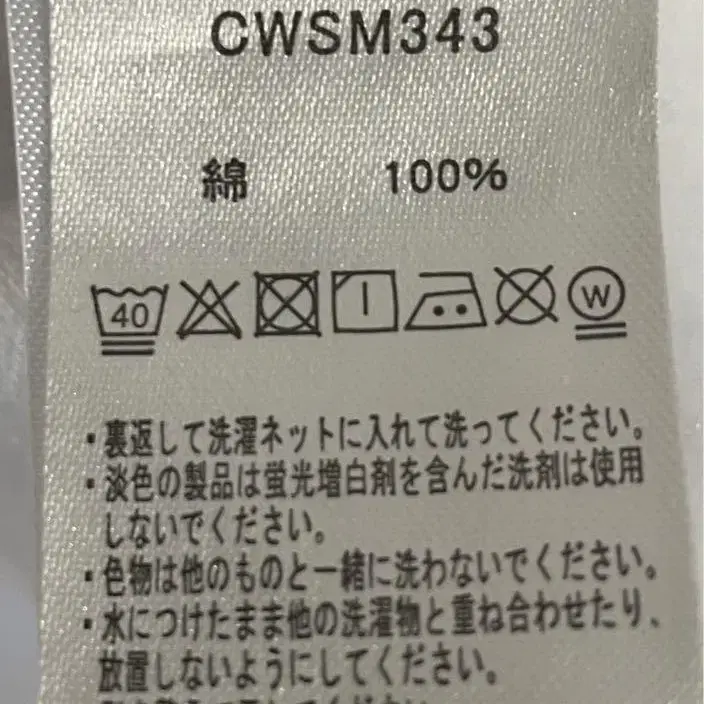 CWSM343
綿 100%
40 W
・裏返して洗濯ネットに入れて洗ってください。
・淡色の製品は蛍光増白剤を含んだ洗剤は使用
しないでください。
・色物は他のものと一緒に洗わないでください。
・水につけたまま他の洗濯物と重ね合わせたり、
放置しないようにしてください。